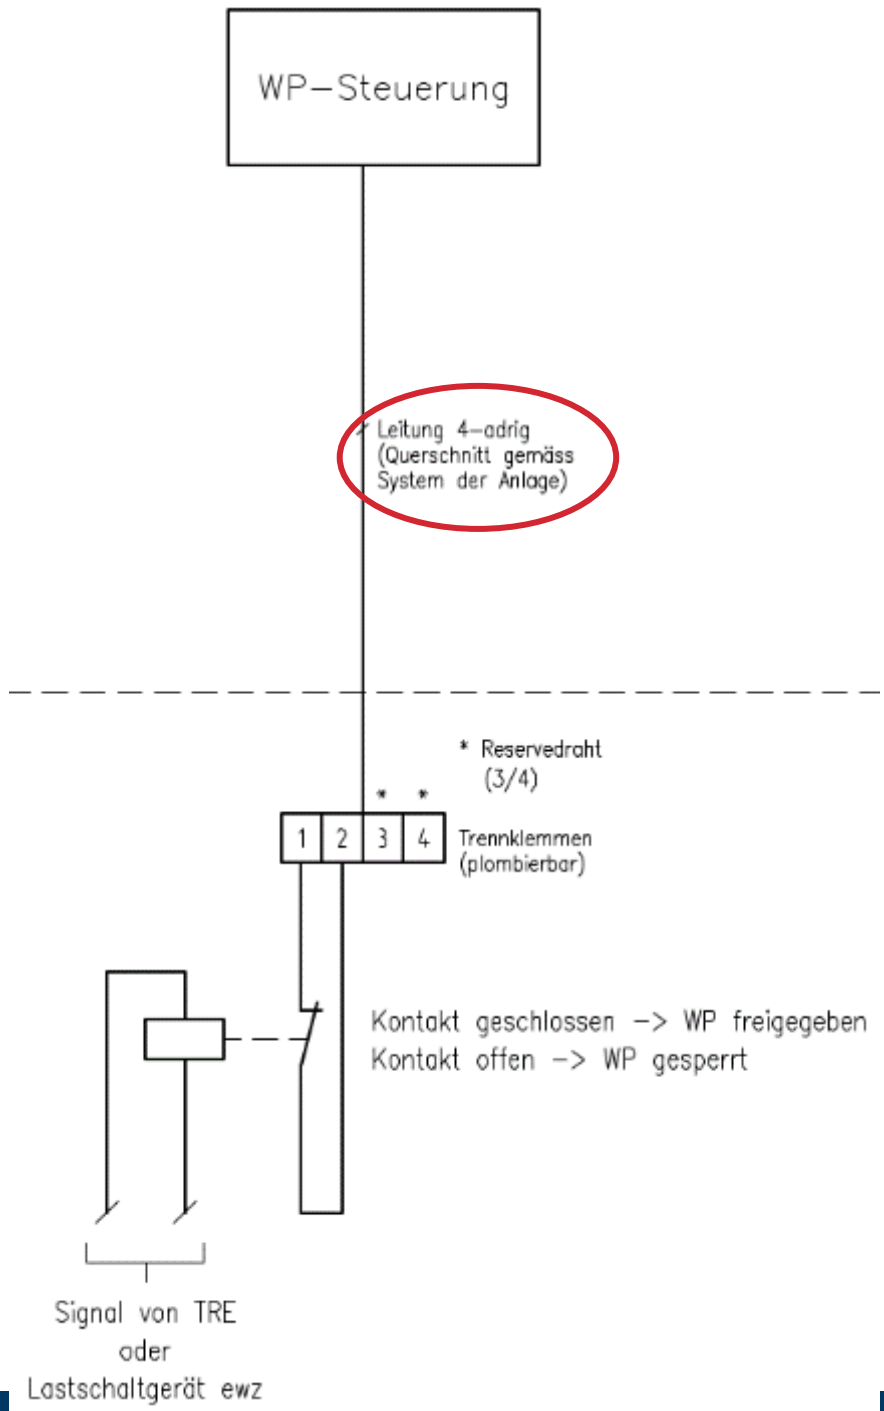 WP-Steuerung
Leitung 4-adrig
(Querschnitt gemäss
System der Anlage)
* Reservedraht
(3/4)
* *
1 2 3 4
Trennklemmen
(plombierbar)
Kontakt geschlossen -> WP freigegeben
Kontakt offen -> WP gesperrt
Signal von TRE
oder
Lastschaltgerät ewz